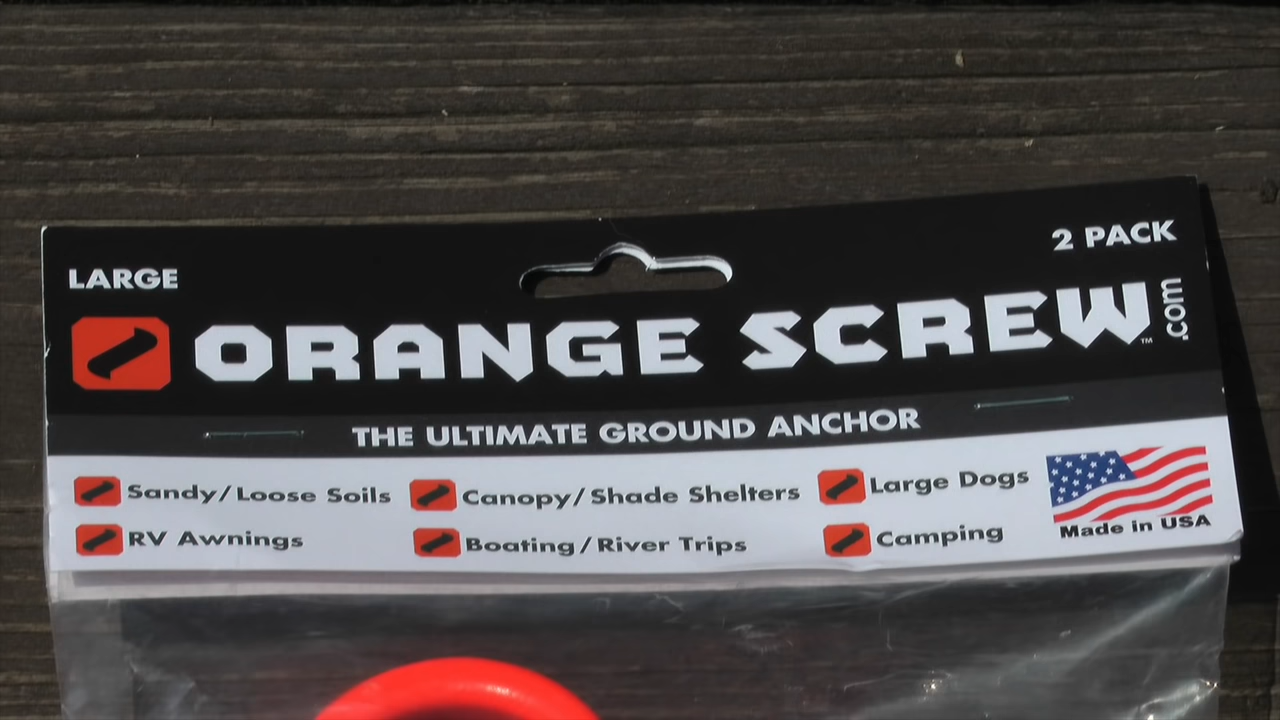 LARGE
2 PACK
ORANGE SCREW™.com
THE ULTIMATE GROUND ANCHOR
Sandy/Loose Soils
Canopy/Shade Shelters
Large Dogs
RV Awnings
Boating/River Trips
Camping
Made in USA